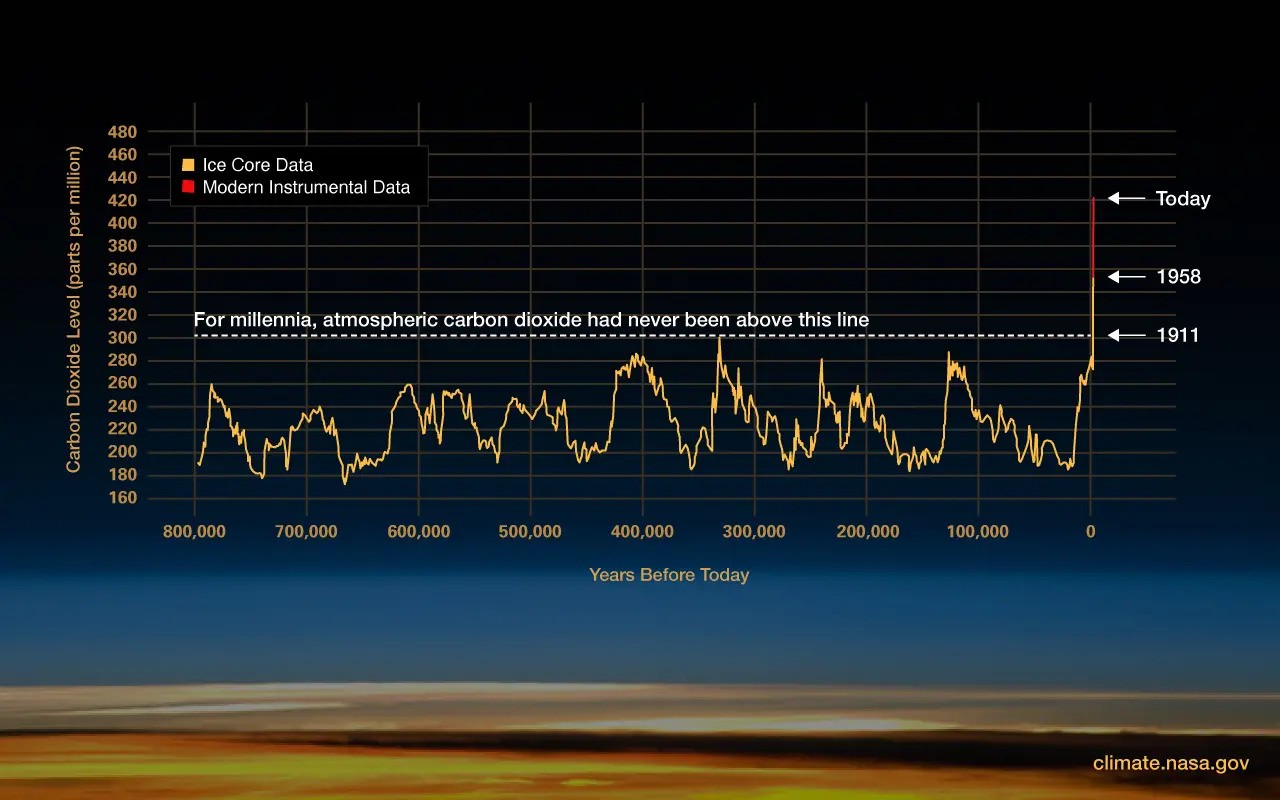 480
460
440
420
400
380
360
340
320
300
280
260
240
220
200
180
160
Carbon Dioxide Level (parts per million)
Ice Core Data
Modern Instrumental Data
For millennia, atmospheric carbon dioxide had never been above this line
Today
1958
1911
800,000 700,000 600,000 500,000 400,000 300,000 200,000 100,000 0
Years Before Today
climate.nasa.gov